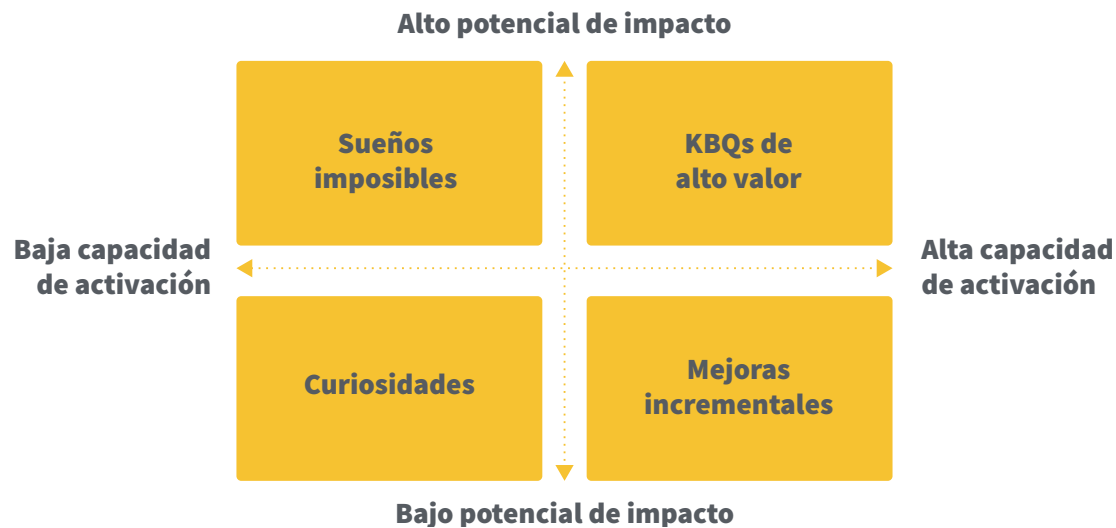 Alto potencial de impacto
Sueños
imposibles
KBQs de
alto valor
Baja capacidad
de activación
Alta capacidad
de activación
Curiosidades
Mejoras
incrementales
Bajo potencial de impacto